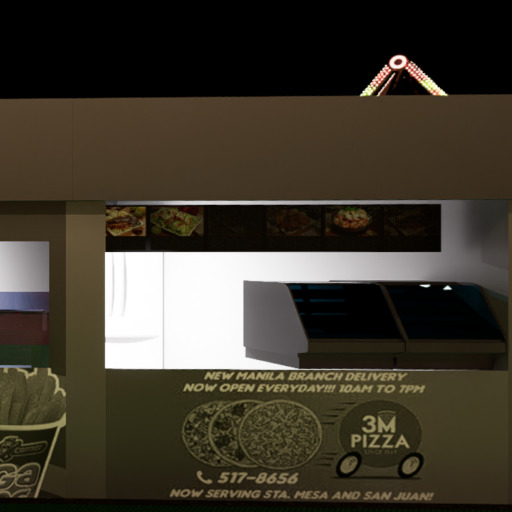 NEW MANILA BRANCH DELIVERY
NOW OPEN EVERYDAY!!! 10AM TO 7PM
3M
PIZZA
517-8656
NOW SERVING STA. MESA AND SAN JUAN!